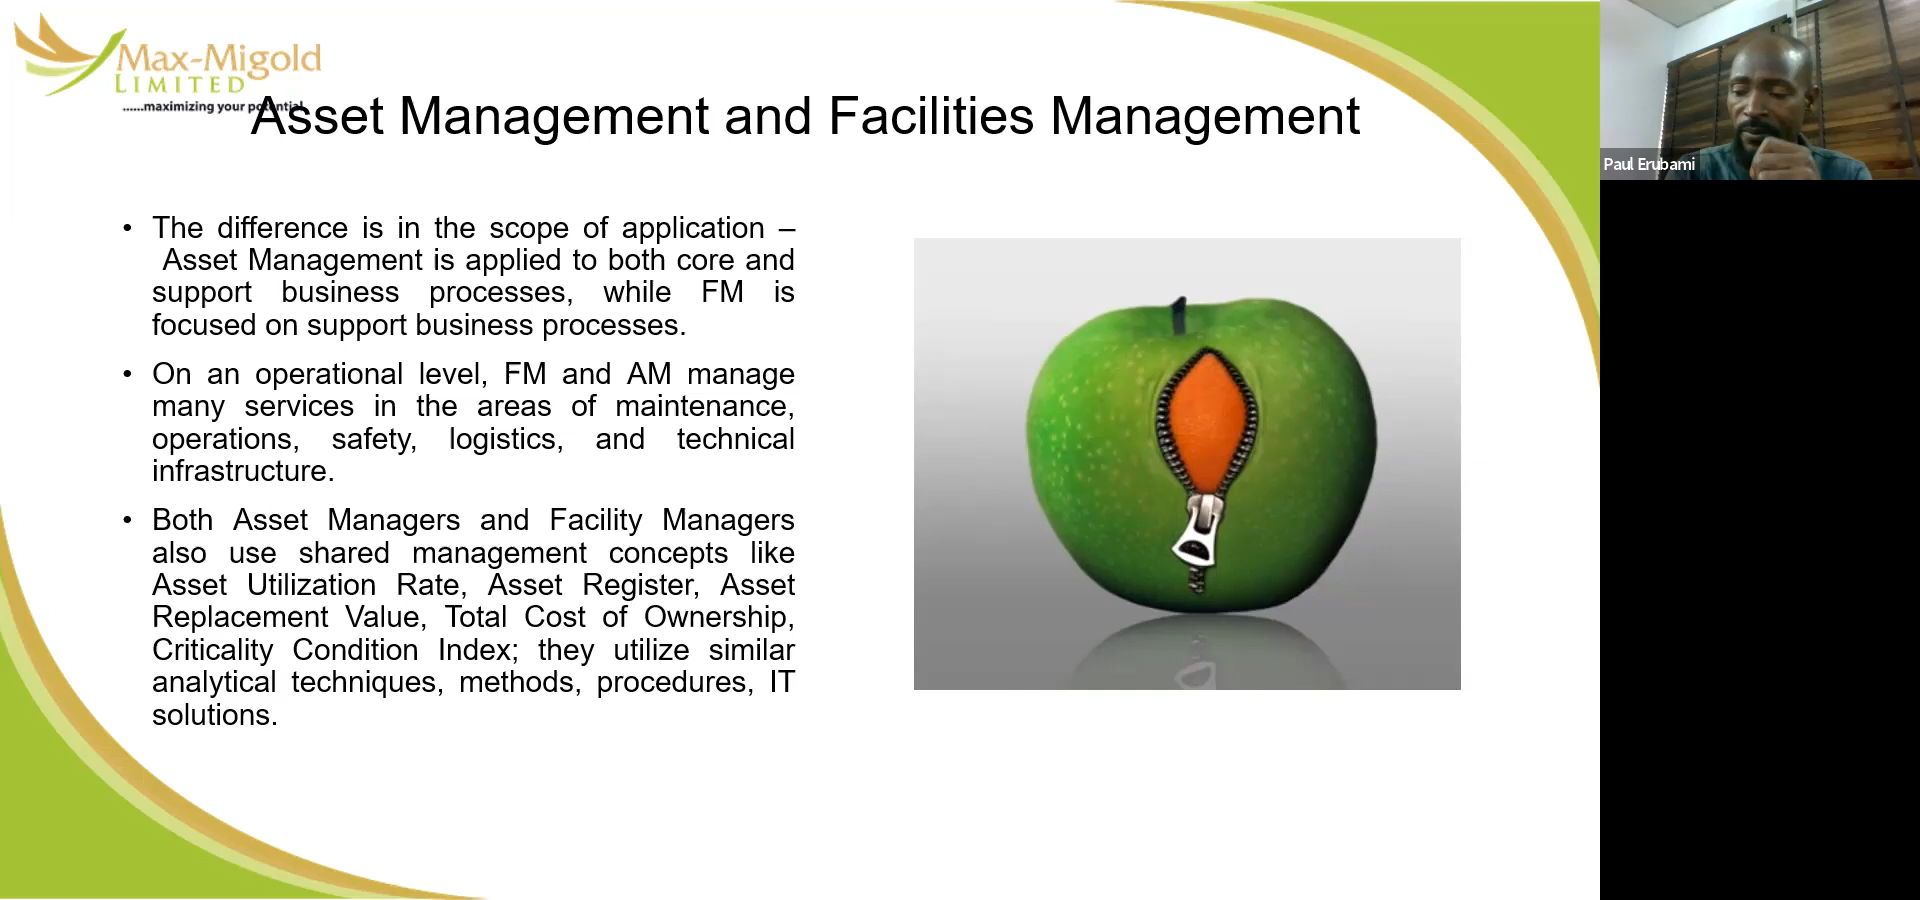 Max-Migold
LIMITED
......maximizing your potential
Asset Management and Facilities Management
Paul Erubami
• The difference is in the scope of application –
Asset Management is applied to both core and
support business processes, while FM is
focused on support business processes.
• On an operational level, FM and AM manage
many services in the areas of maintenance,
operations, safety, logistics, and technical
infrastructure.
• Both Asset Managers and Facility Managers
also use shared management concepts like
Asset Utilization Rate, Asset Register, Asset
Replacement Value, Total Cost of Ownership,
Criticality Condition Index; they utilize similar
analytical techniques, methods, procedures, IT
solutions.